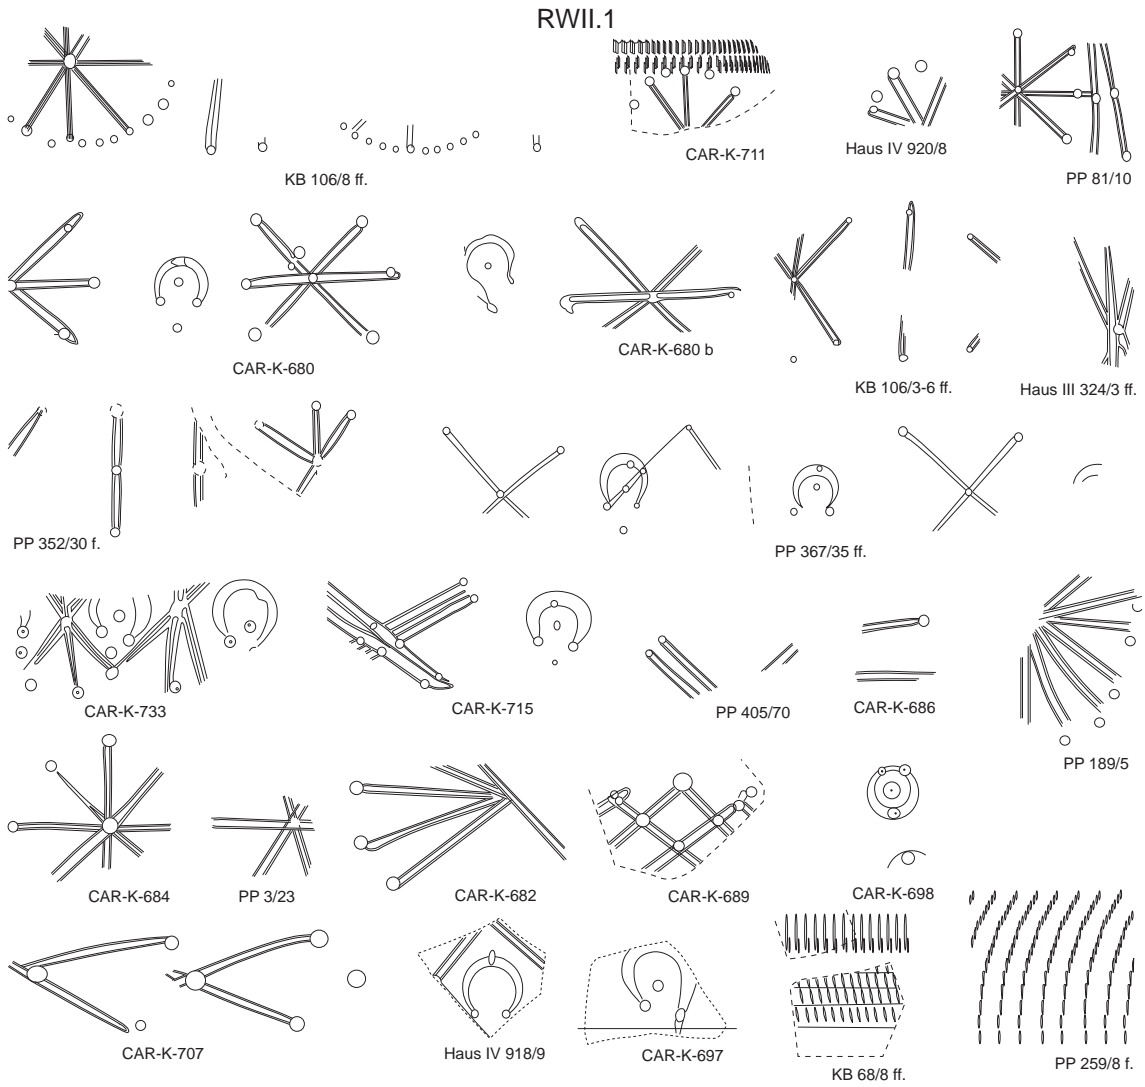 RWII.1
CAR-K-711
Haus IV 920/8
PP 81/10
KB 106/8 ff.
CAR-K-680
CAR-K-680 b
KB 106/3-6 ff.
Haus III 324/3 ff.
PP 352/30 f.
PP 367/35 ff.
CAR-K-733
CAR-K-715
PP 405/70
CAR-K-686
PP 189/5
CAR-K-684
PP 3/23
CAR-K-682
CAR-K-689
CAR-K-698
CAR-K-707
Haus IV 918/9
CAR-K-697
KB 68/8 ff.
PP 259/8 f.